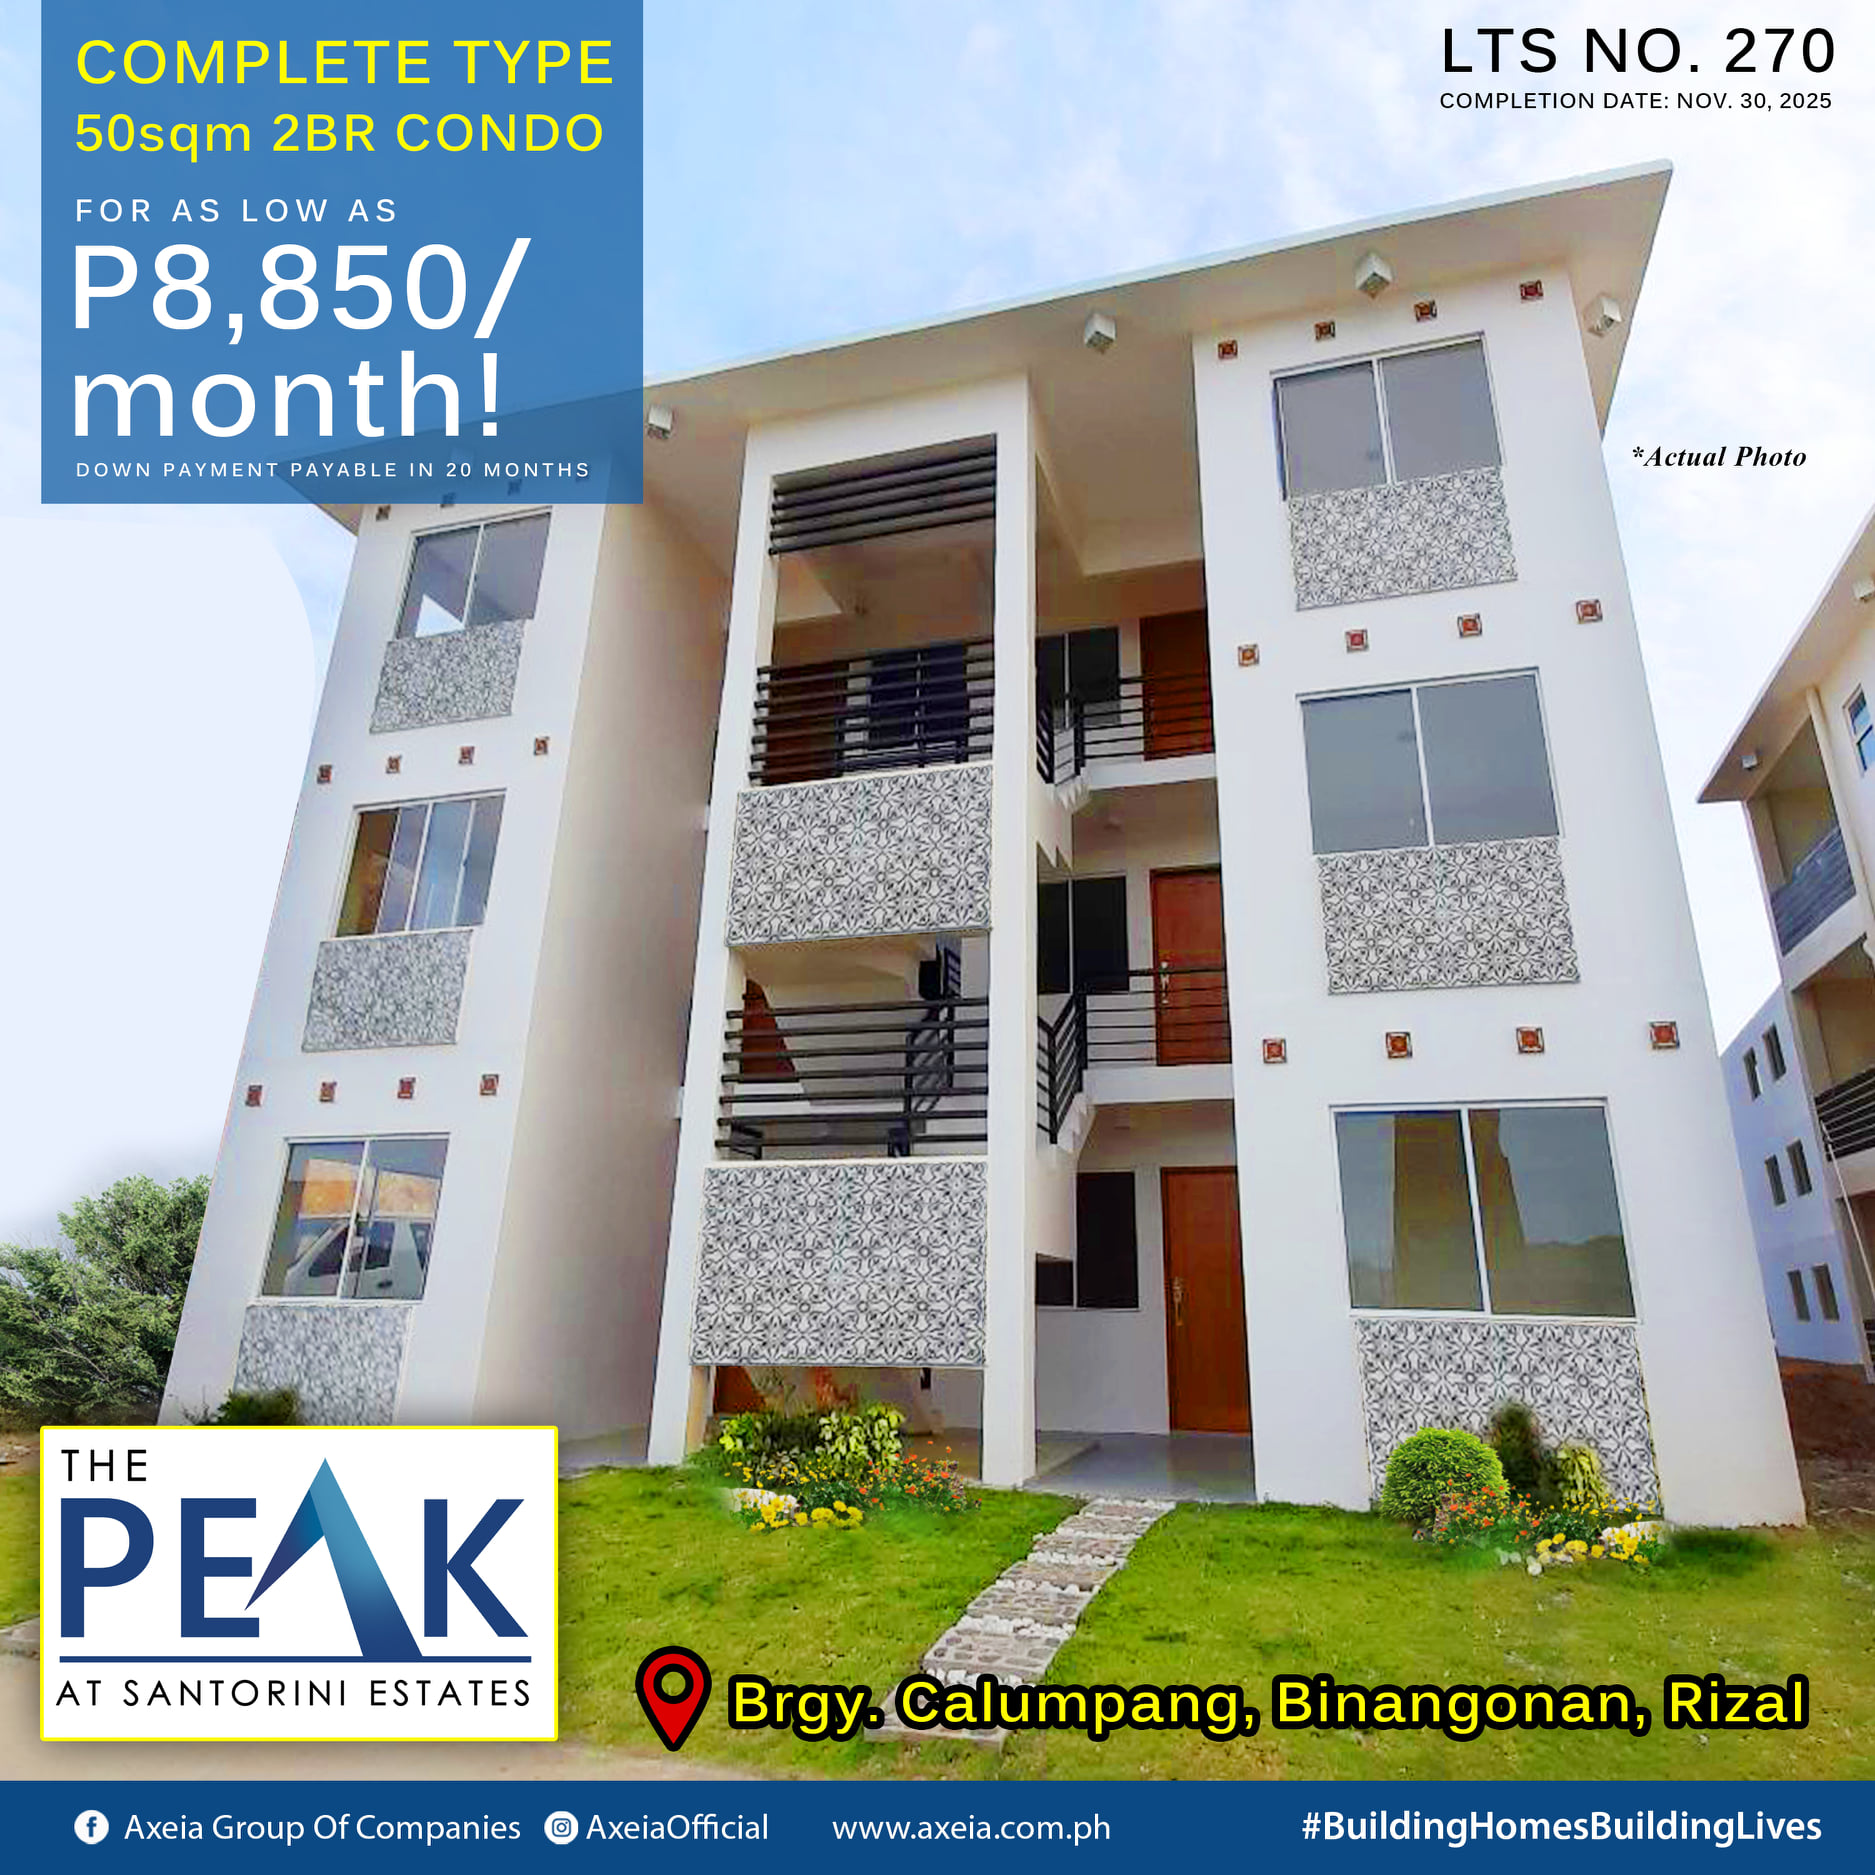 COMPLETE TYPE
50sqm 2BR CONDO
FOR AS LOW AS
P8,850/
month!
DOWN PAYMENT PAYABLE IN 20 MONTHS
LTS NO. 270
COMPLETION DATE: NOV. 30, 2025
*Actual Photo
THE
PEAK
AT SANTORINI ESTATES
Brgy. Calumpang, Binangonan, Rizal
Axeia Group Of Companies AxeiaOfficial www.axeia.com.ph #BuildingHomesBuildingLives